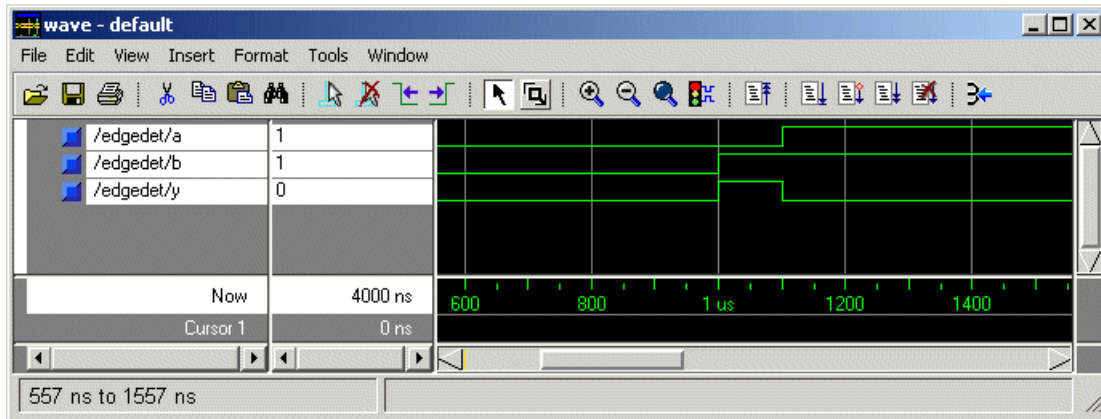 wave - default
File Edit View Insert Format Tools Window
/edgedet/a 1
/edgedet/b 1
/edgedet/y 0
Now 4000 ns
600 800 1 us 1200 1400
Cursor 1 0 ns
557 ns to 1557 ns